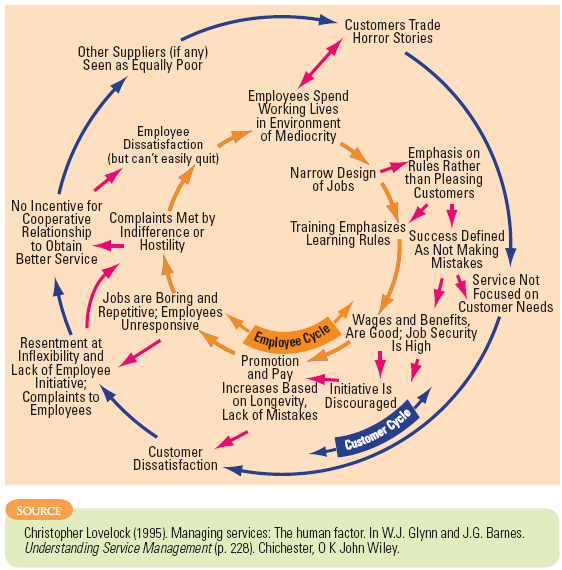 Customers Trade
Horror Stories
Other Suppliers (if any)
Seen as Equally Poor
Employees Spend
Working Lives
in Environment
of Mediocrity
Employee
Dissatisfaction
(but can't easily quit)
Narrow Design
of Jobs
Emphasis on
Rules Rather
than Pleasing
Customers
No Incentive for
Cooperative
Relationship
to Obtain
Better Service
Complaints Met by
Indifference or
Hostility
Training Emphasizes
Learning Rules
Success Defined
As Not Making
Mistakes
Service Not
Focused on
Customer Needs
Jobs are Boring and
Repetitive; Employees
Unresponsive
Employee Cycle
Wages and Benefits,
Are Good; Job Security
Is High
Resentment at
Inflexibility and
Lack of Employee
Initiative;
Complaints to
Employees
Promotion
and Pay
Increases Based
on Longevity,
Lack of Mistakes
Initiative Is
Discouraged
Customer Cycle
Customer
Dissatisfaction
SOURCE
Christopher Lovelock (1995). Managing services: The human factor. In W.J. Glynn and J.G. Barnes.
Understanding Service Management (p. 228). Chichester, O K John Wiley.